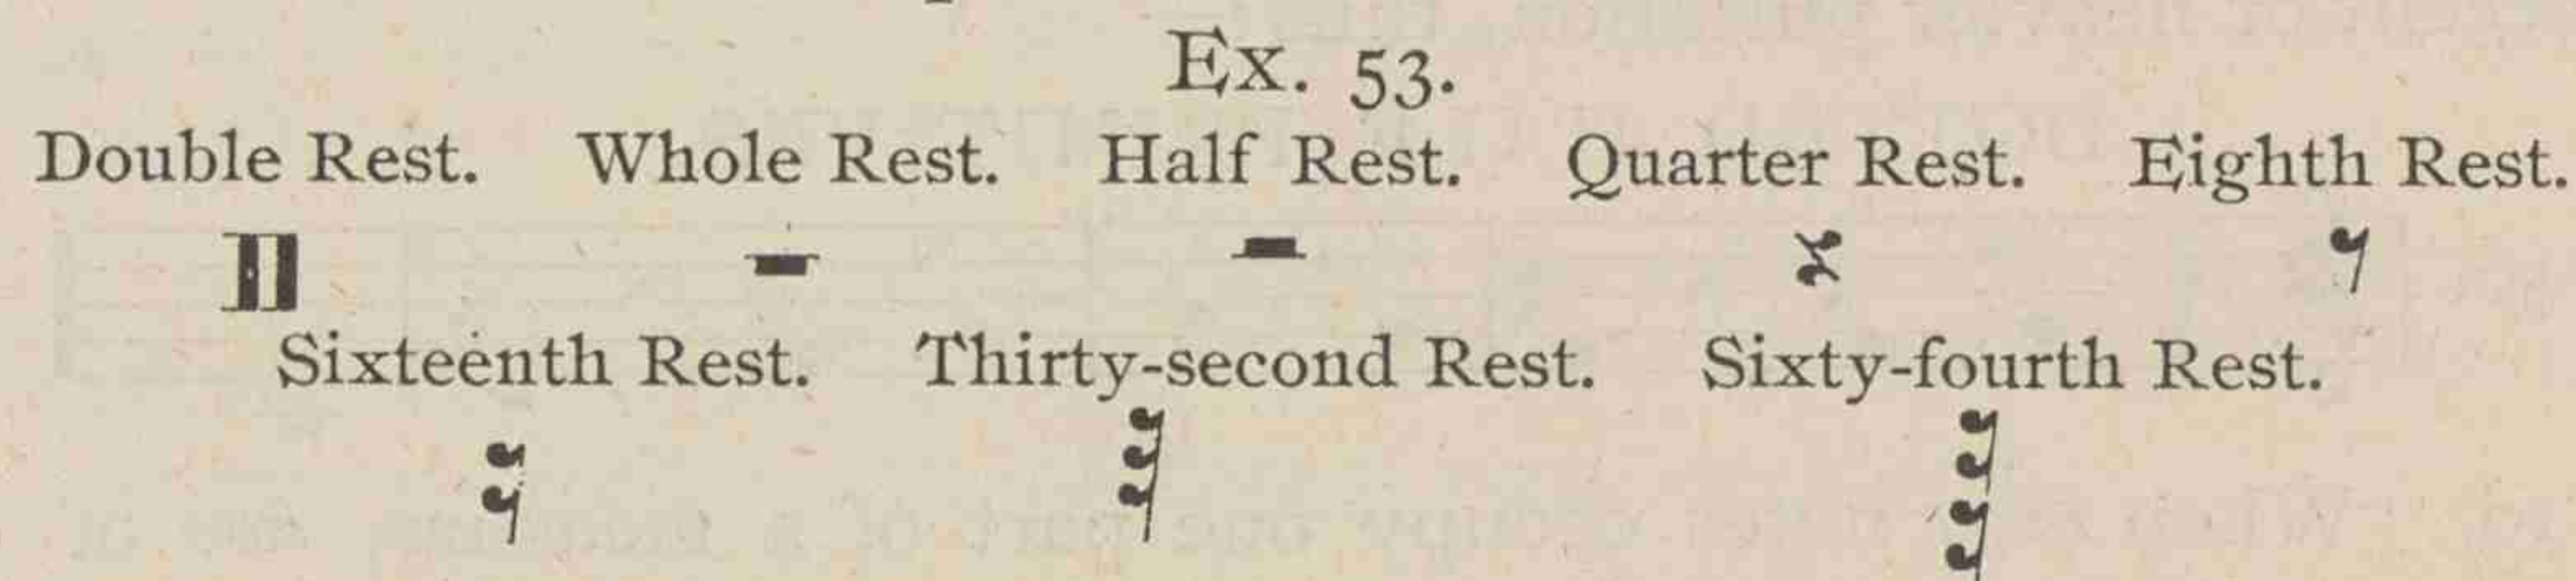 Ex. 53.
Double Rest. Whole Rest. Half Rest. Quarter Rest. Eighth Rest.
Sixteenth Rest. Thirty-second Rest. Sixty-fourth Rest.